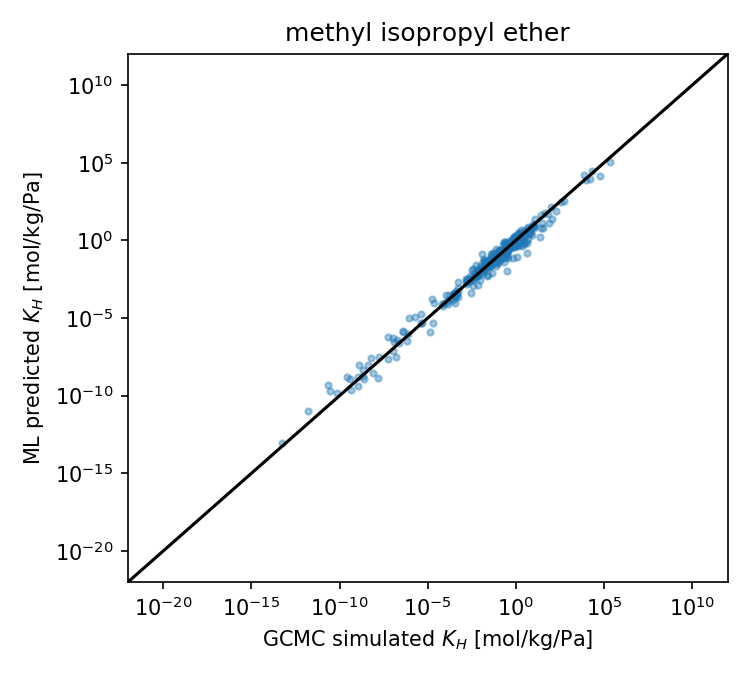 methyl isopropyl ether
ML predicted K_H [mol/kg/Pa]
10^10
10^5
10^0
10^−5
10^−10
10^−15
10^−20
10^−20 10^−15 10^−10 10^−5 10^0 10^5 10^10
GCMC simulated K_H [mol/kg/Pa]